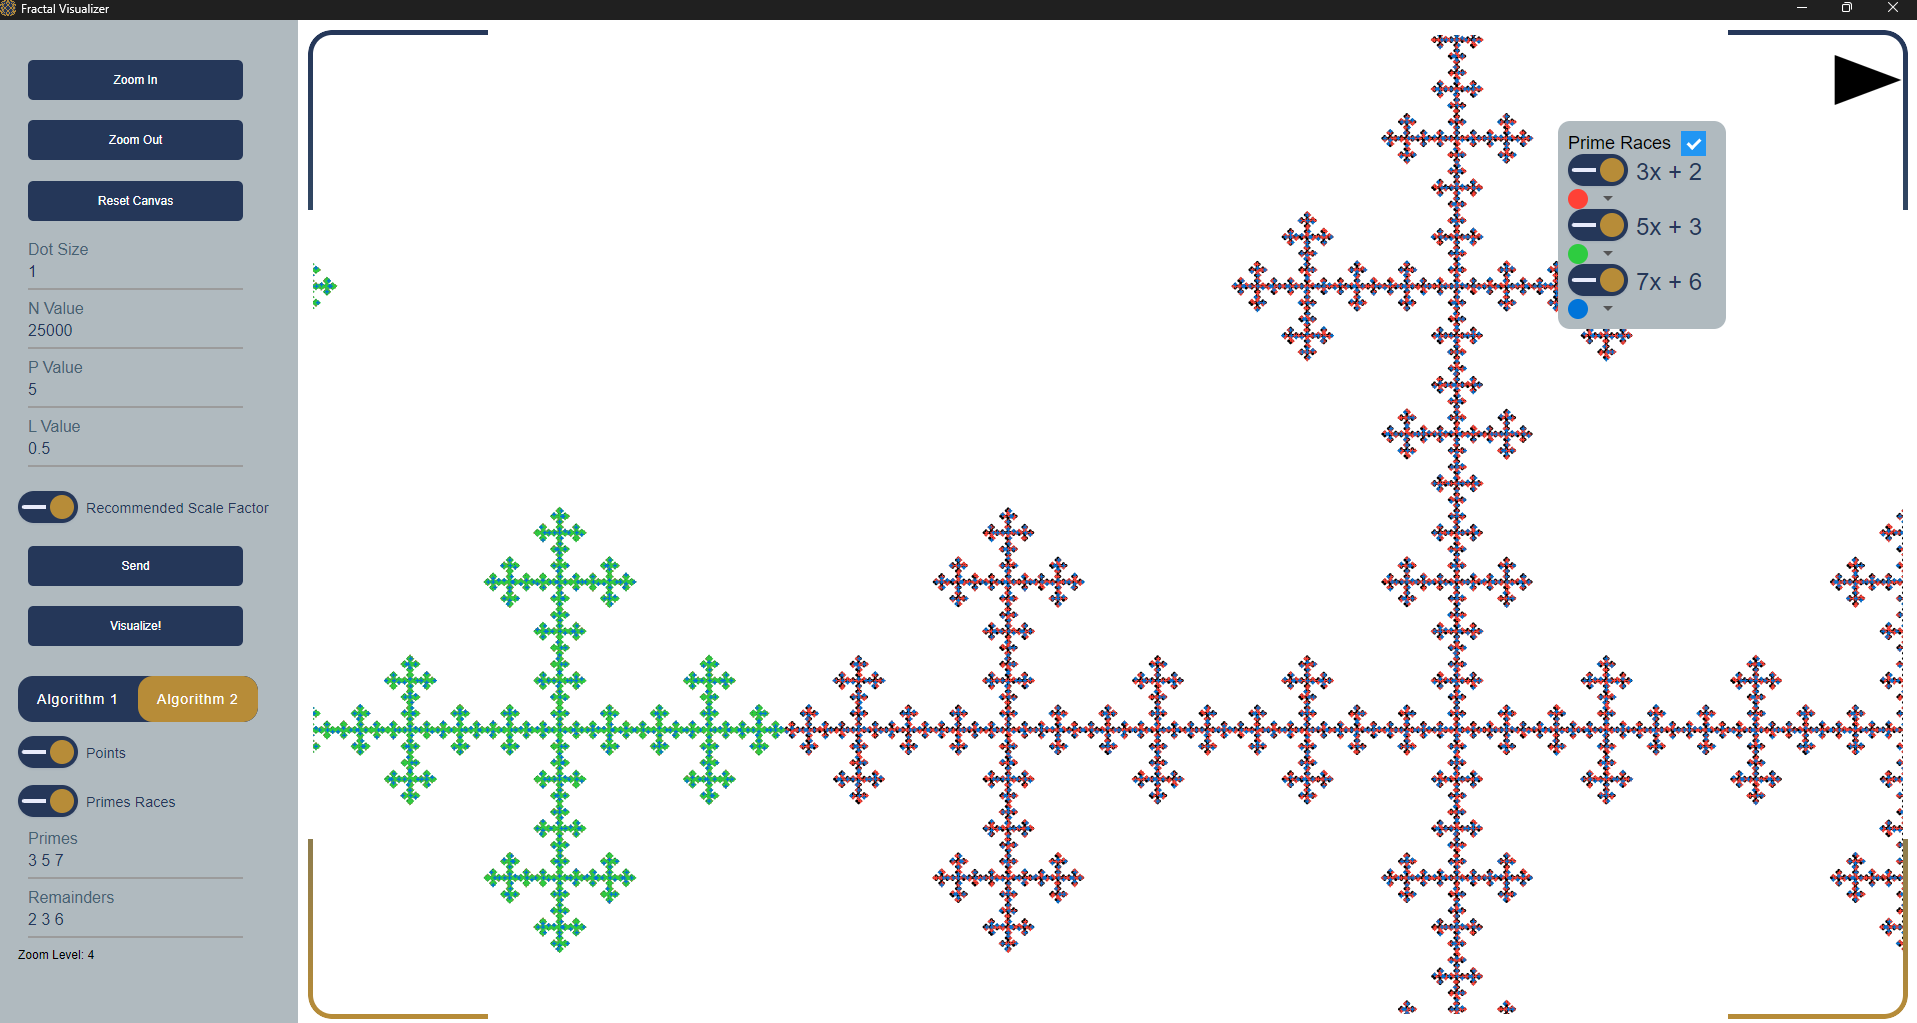 Fractal Visualizer
Zoom In
Zoom Out
Reset Canvas
Dot Size
1
N Value
25000
P Value
5
L Value
0.5
Recommended Scale Factor
Send
Visualize!
Algorithm 1
Algorithm 2
Points
Primes Races
Primes
3 5 7
Remainders
2 3 6
Zoom Level: 4
Prime Races
3x + 2
5x + 3
7x + 6